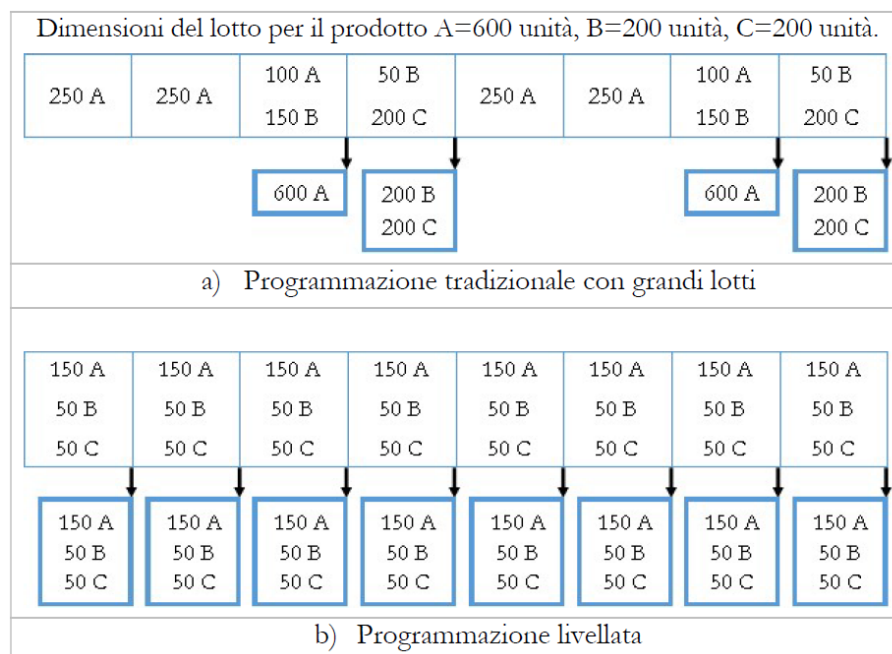 Dimensioni del lotto per il prodotto A=600 unità, B=200 unità, C=200 unità.
250 A 250 A 100 A 50 B 250 A 250 A 100 A 50 B
150 B 200 C 150 B 200 C
600 A 200 B 600 A 200 B
200 C 200 C
a) Programmazione tradizionale con grandi lotti
150 A 150 A 150 A 150 A 150 A 150 A 150 A 150 A
50 B 50 B 50 B 50 B 50 B 50 B 50 B 50 B
50 C 50 C 50 C 50 C 50 C 50 C 50 C 50 C
150 A 150 A 150 A 150 A 150 A 150 A 150 A 150 A
50 B 50 B 50 B 50 B 50 B 50 B 50 B 50 B
50 C 50 C 50 C 50 C 50 C 50 C 50 C 50 C
b) Programmazione livellata